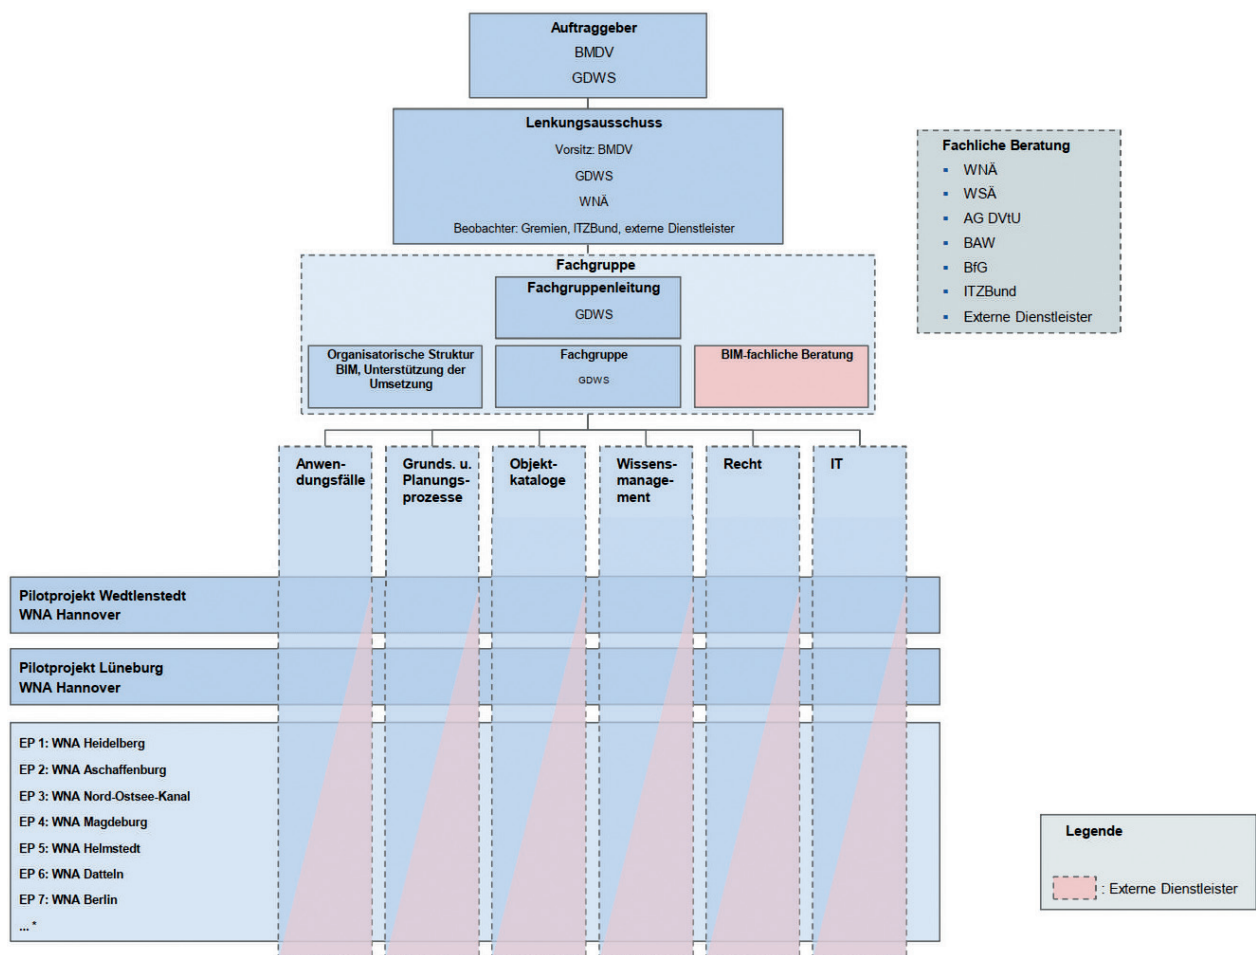 Auftraggeber
BMDV
GDWS
Lenkungsausschuss
Vorsitz: BMDV
GDWS
WNÄ
Beobachter: Gremien, ITZBund, externe Dienstleister
Fachliche Beratung
WNÄ
WSÄ
AG DVtU
BAW
BfG
ITZBund
Externe Dienstleister
Fachgruppe
Fachgruppenleitung
GDWS
Organisatorische Struktur
BIM, Unterstützung der
Umsetzung
Fachgruppe
GDWS
BIM-fachliche Beratung
Anwen-
dungsfälle
Grunds. u.
Planungs-
prozesse
Objekt-
kataloge
Wissens-
manage-
ment
Recht
IT
Pilotprojekt Wedtlenstedt
WNA Hannover
Pilotprojekt Lüneburg
WNA Hannover
EP 1: WNA Heidelberg
EP 2: WNA Aschaffenburg
EP 3: WNA Nord-Ostsee-Kanal
EP 4: WNA Magdeburg
EP 5: WNA Helmstedt
EP 6: WNA Datteln
EP 7: WNA Berlin
... *
Legende
: Externe Dienstleister